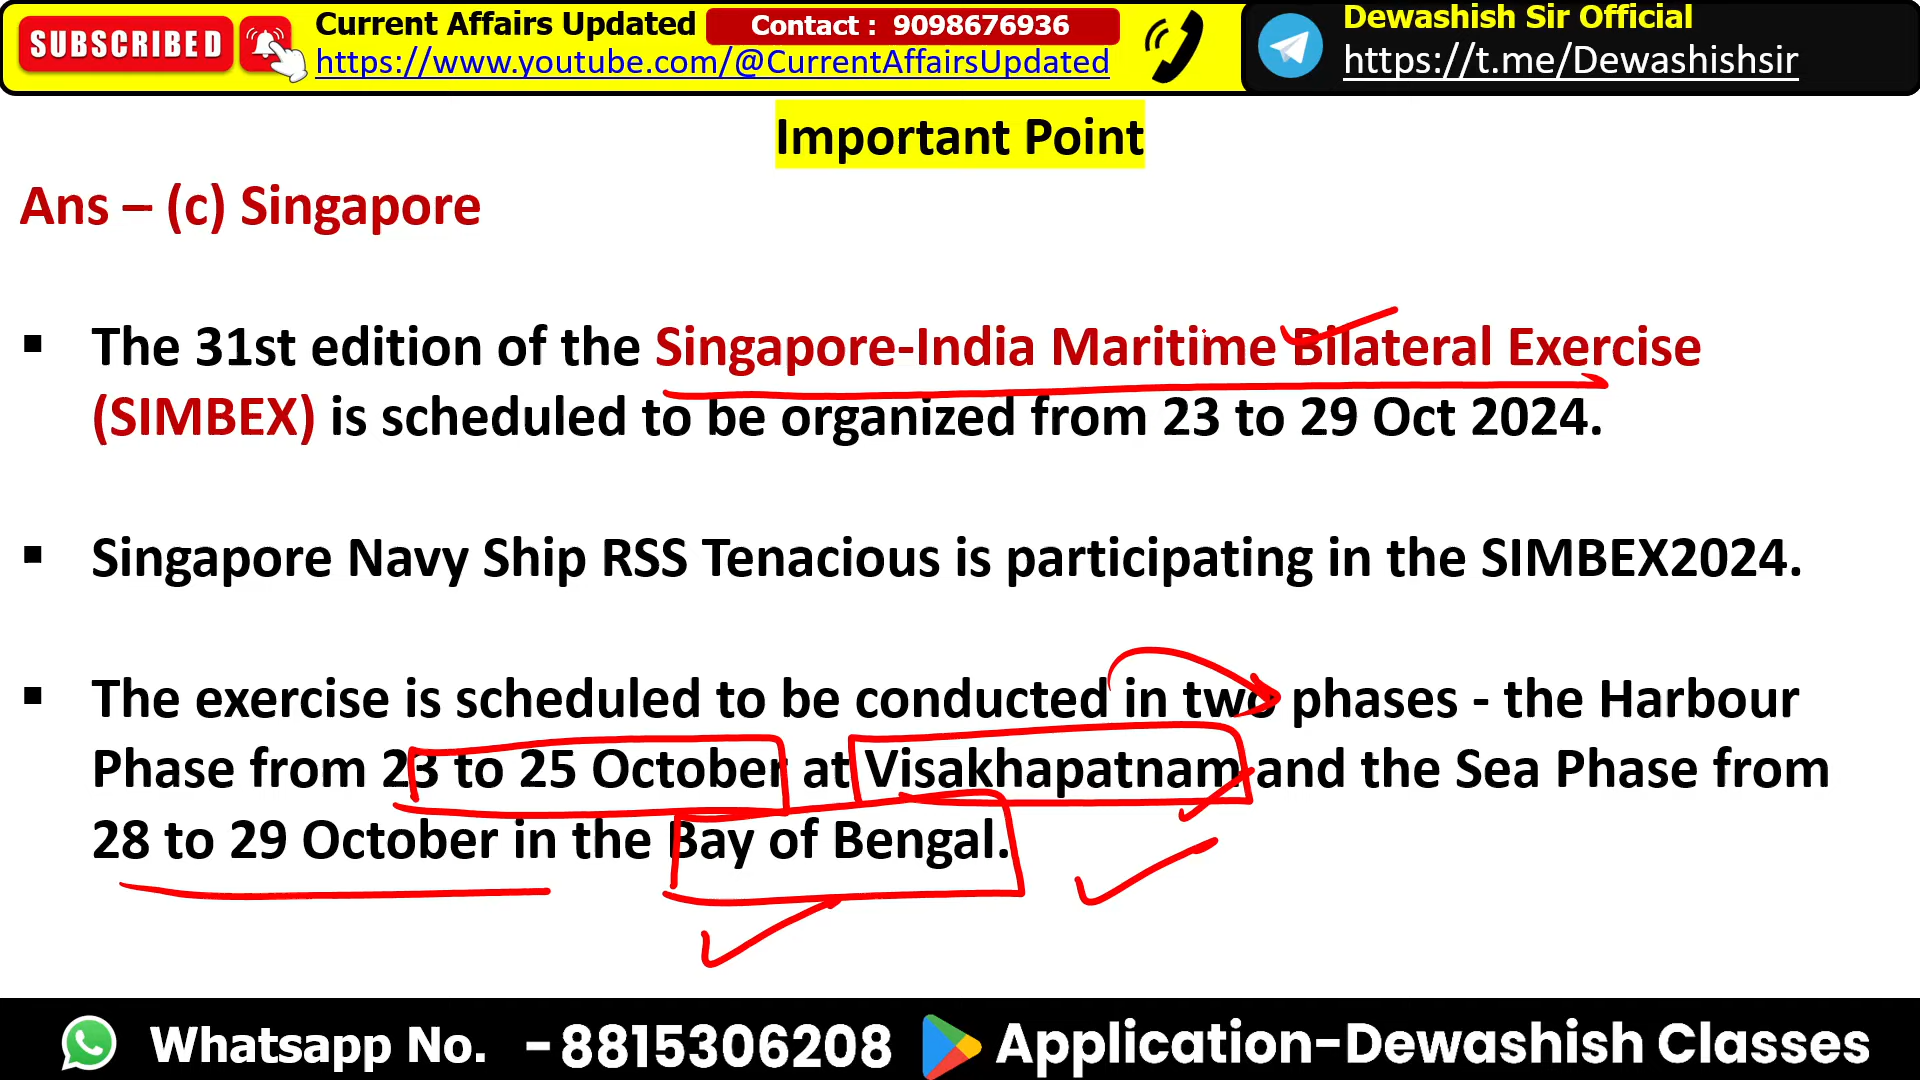 SUBSCRIBED
Current Affairs Updated
Contact : 9098676936
https://www.youtube.com/@CurrentAffairsUpdated
Dewashish Sir Official
https://t.me/Dewashishsir
Important Point
Ans – (c) Singapore
▪ The 31st edition of the Singapore-India Maritime Bilateral Exercise
(SIMBEX) is scheduled to be organized from 23 to 29 Oct 2024.
▪ Singapore Navy Ship RSS Tenacious is participating in the SIMBEX2024.
▪ The exercise is scheduled to be conducted in two phases - the Harbour
Phase from 23 to 25 October at Visakhapatnam and the Sea Phase from
28 to 29 October in the Bay of Bengal.
Whatsapp No. -8815306208
Application-Dewashish Classes